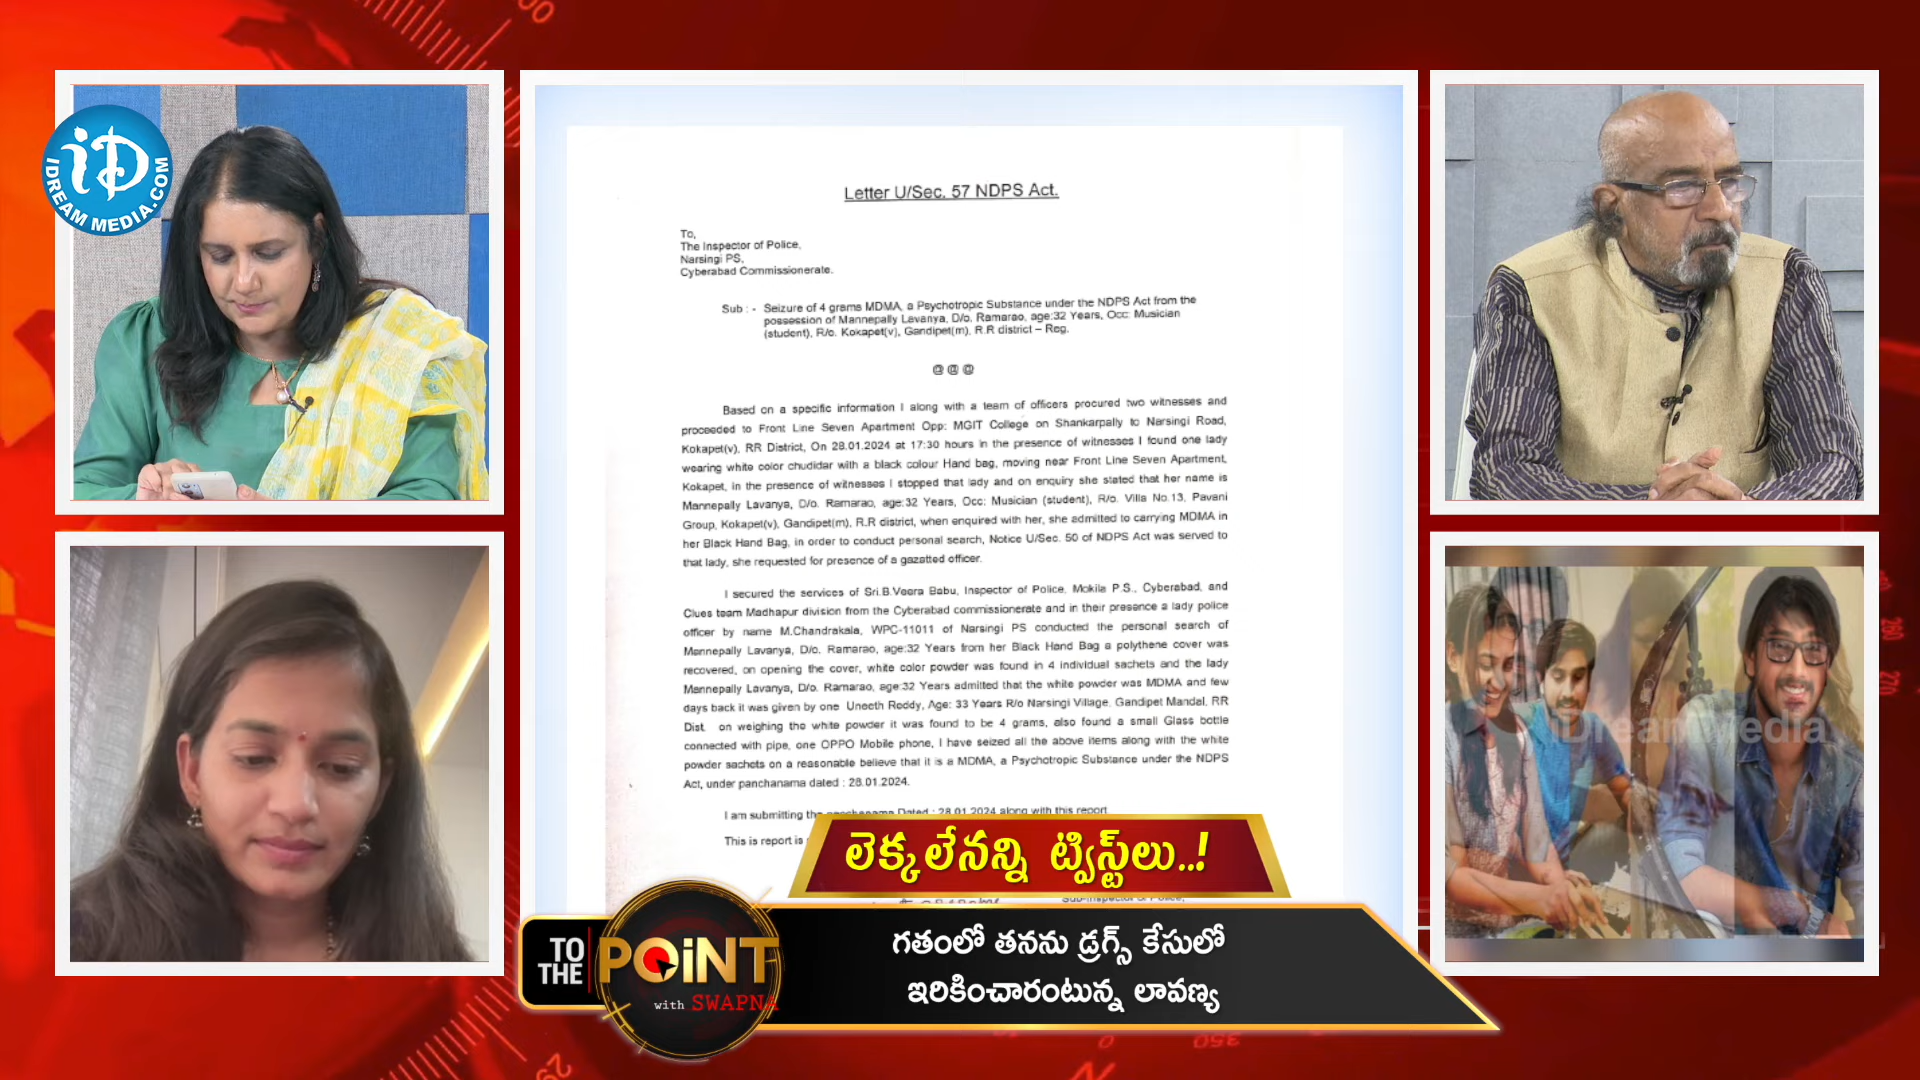 iD
IDREAM MEDIA.COM
Letter U/Sec. 57 NDPS Act.
To,
The Inspector of Police,
Narsingi PS,
Cyberabad Commissionerate.
Sub : - Seizure of 4 grams MDMA, a Psychotropic Substance under the NDPS Act from the
possession of Mannepally Lavanya, D/o. Ramarao, age:32 Years, Occ: Musician
(student), R/o. Kokapet(v), Gandipet(m), R.R district – Reg.
@ @ @
Based on a specific information I along with a team of officers procured two witnesses and
proceeded to Front Line Seven Apartment Opp: MGIT College on Shankarpally to Narsingi Road,
Kokapet(v), RR District, On 28.01.2024 at 17:30 hours in the presence of witnesses I found one lady
wearing white color chudidar with a black colour Hand bag, moving near Front Line Seven Apartment,
Kokapet, in the presence of witnesses I stopped that lady and on enquiry she stated that her name is
Mannepally Lavanya, D/o. Ramarao, age:32 Years, Occ: Musician (student), R/o. Villa No.13, Pavani
Group, Kokapet(v), Gandipet(m), R.R district, when enquired with her, she admitted to carrying MDMA in
her Black Hand Bag, in order to conduct personal search, Notice U/Sec. 50 of NDPS Act was served to
that lady, she requested for presence of a gazatted officer.
I secured the services of Sri.B.Veera Babu, Inspector of Police, Mokila P.S., Cyberabad, and
Clues team Madhapur division from the Cyberabad commissionerate and in their presence a lady police
officer by name M.Chandrakala, WPC-11011 of Narsingi PS conducted the personal search of
Mannepally Lavanya, D/o. Ramarao, age:32 Years from her Black Hand Bag a polythene cover was
recovered, on opening the cover, white color powder was found in 4 individual sachets and the lady
Mannepally Lavanya, D/o. Ramarao, age:32 Years admitted that the white powder was MDMA and few
days back it was given by one Uneeth Reddy, Age: 33 Years R/o Narsingi Village, Gandipet Mandal, RR
Dist. on weighing the white powder it was found to be 4 grams, also found a small Glass bottle
connected with pipe, one OPPO Mobile phone, I have seized all the above items along with the white
powder sachets on a reasonable believe that it is a MDMA, a Psychotropic Substance under the NDPS
Act, under panchanama dated : 28.01.2024.
I am submitting the panchanama Dated : 28.01.2024 along with this report.
This is report is
Sub-Inspector of Police,
iDream Media
లెక్కలేనన్ని ట్విస్ట్‌లు..!
TO THE POiNT
with SWAPNA
గతంలో తనను డ్రగ్స్ కేసులో
ఇరికించారంటున్న లావణ్య